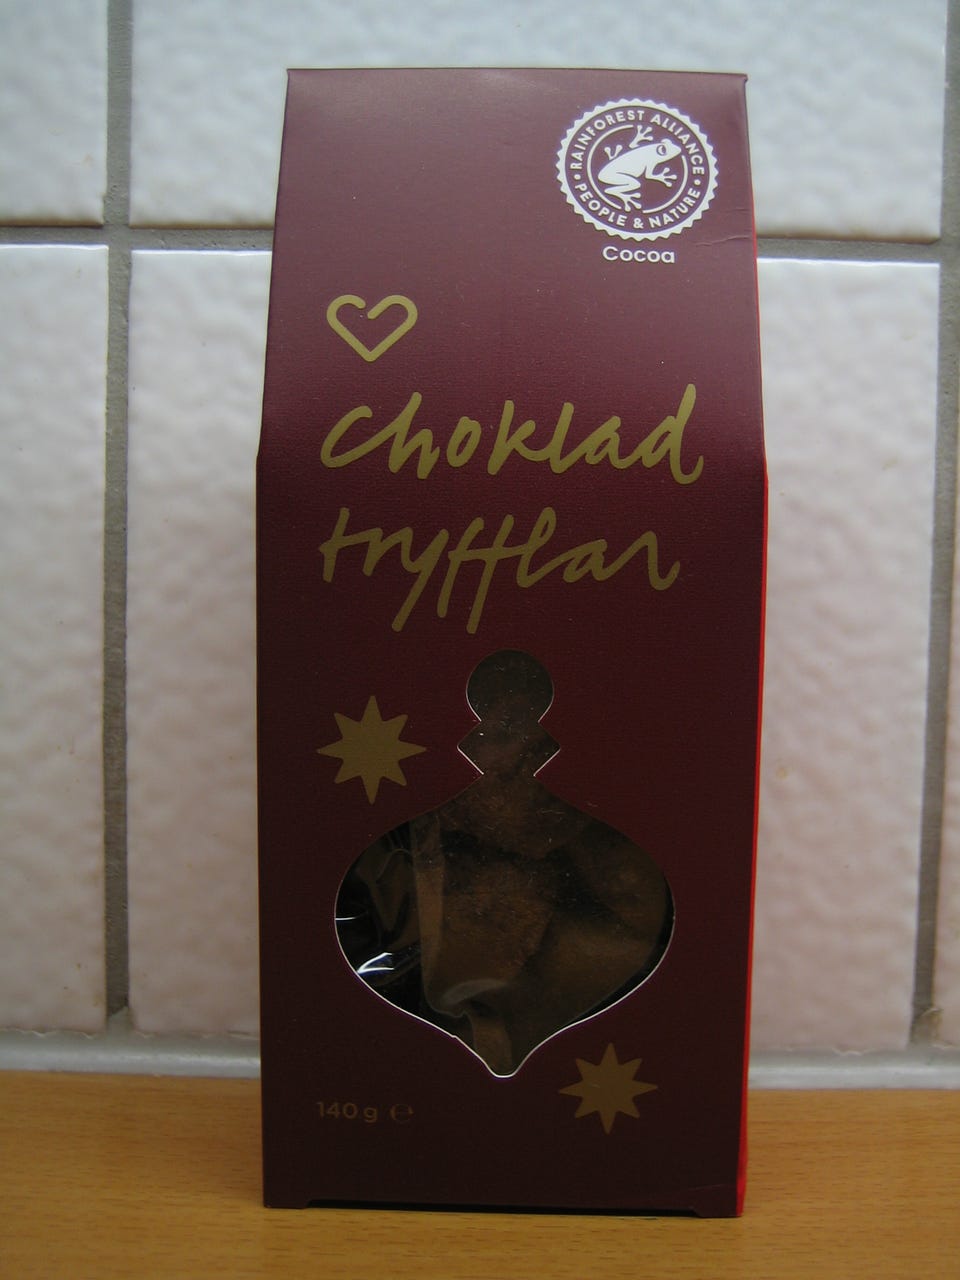 RAINFOREST ALLIANCE
• PEOPLE & NATURE •
Cocoa
Choklad
tryfflar
140 g ℮